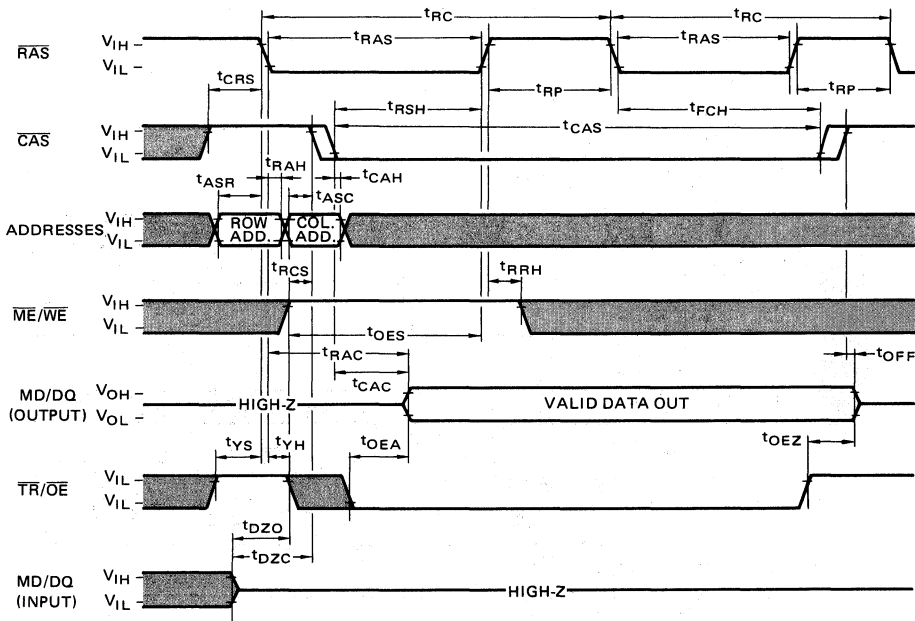 tRC tRC
RAS VIH VIL tRAS tRAS
tCRS tRP tRP
tRSH tFCH
CAS VIH VIL tCAS
tRAH tCAH
tASR tASC
ADDRESSES VIH VIL ROW ADD. COL. ADD.
tRCS tRRH
ME/WE VIH VIL
tOES
tRAC tOFF
tCAC
MD/DQ (OUTPUT) VOH VOL HIGH-Z VALID DATA OUT
tYS tYH tOEA tOEZ
TR/OE VIL VIL
tDZO
tDZC
MD/DQ (INPUT) VIH VIL HIGH-Z